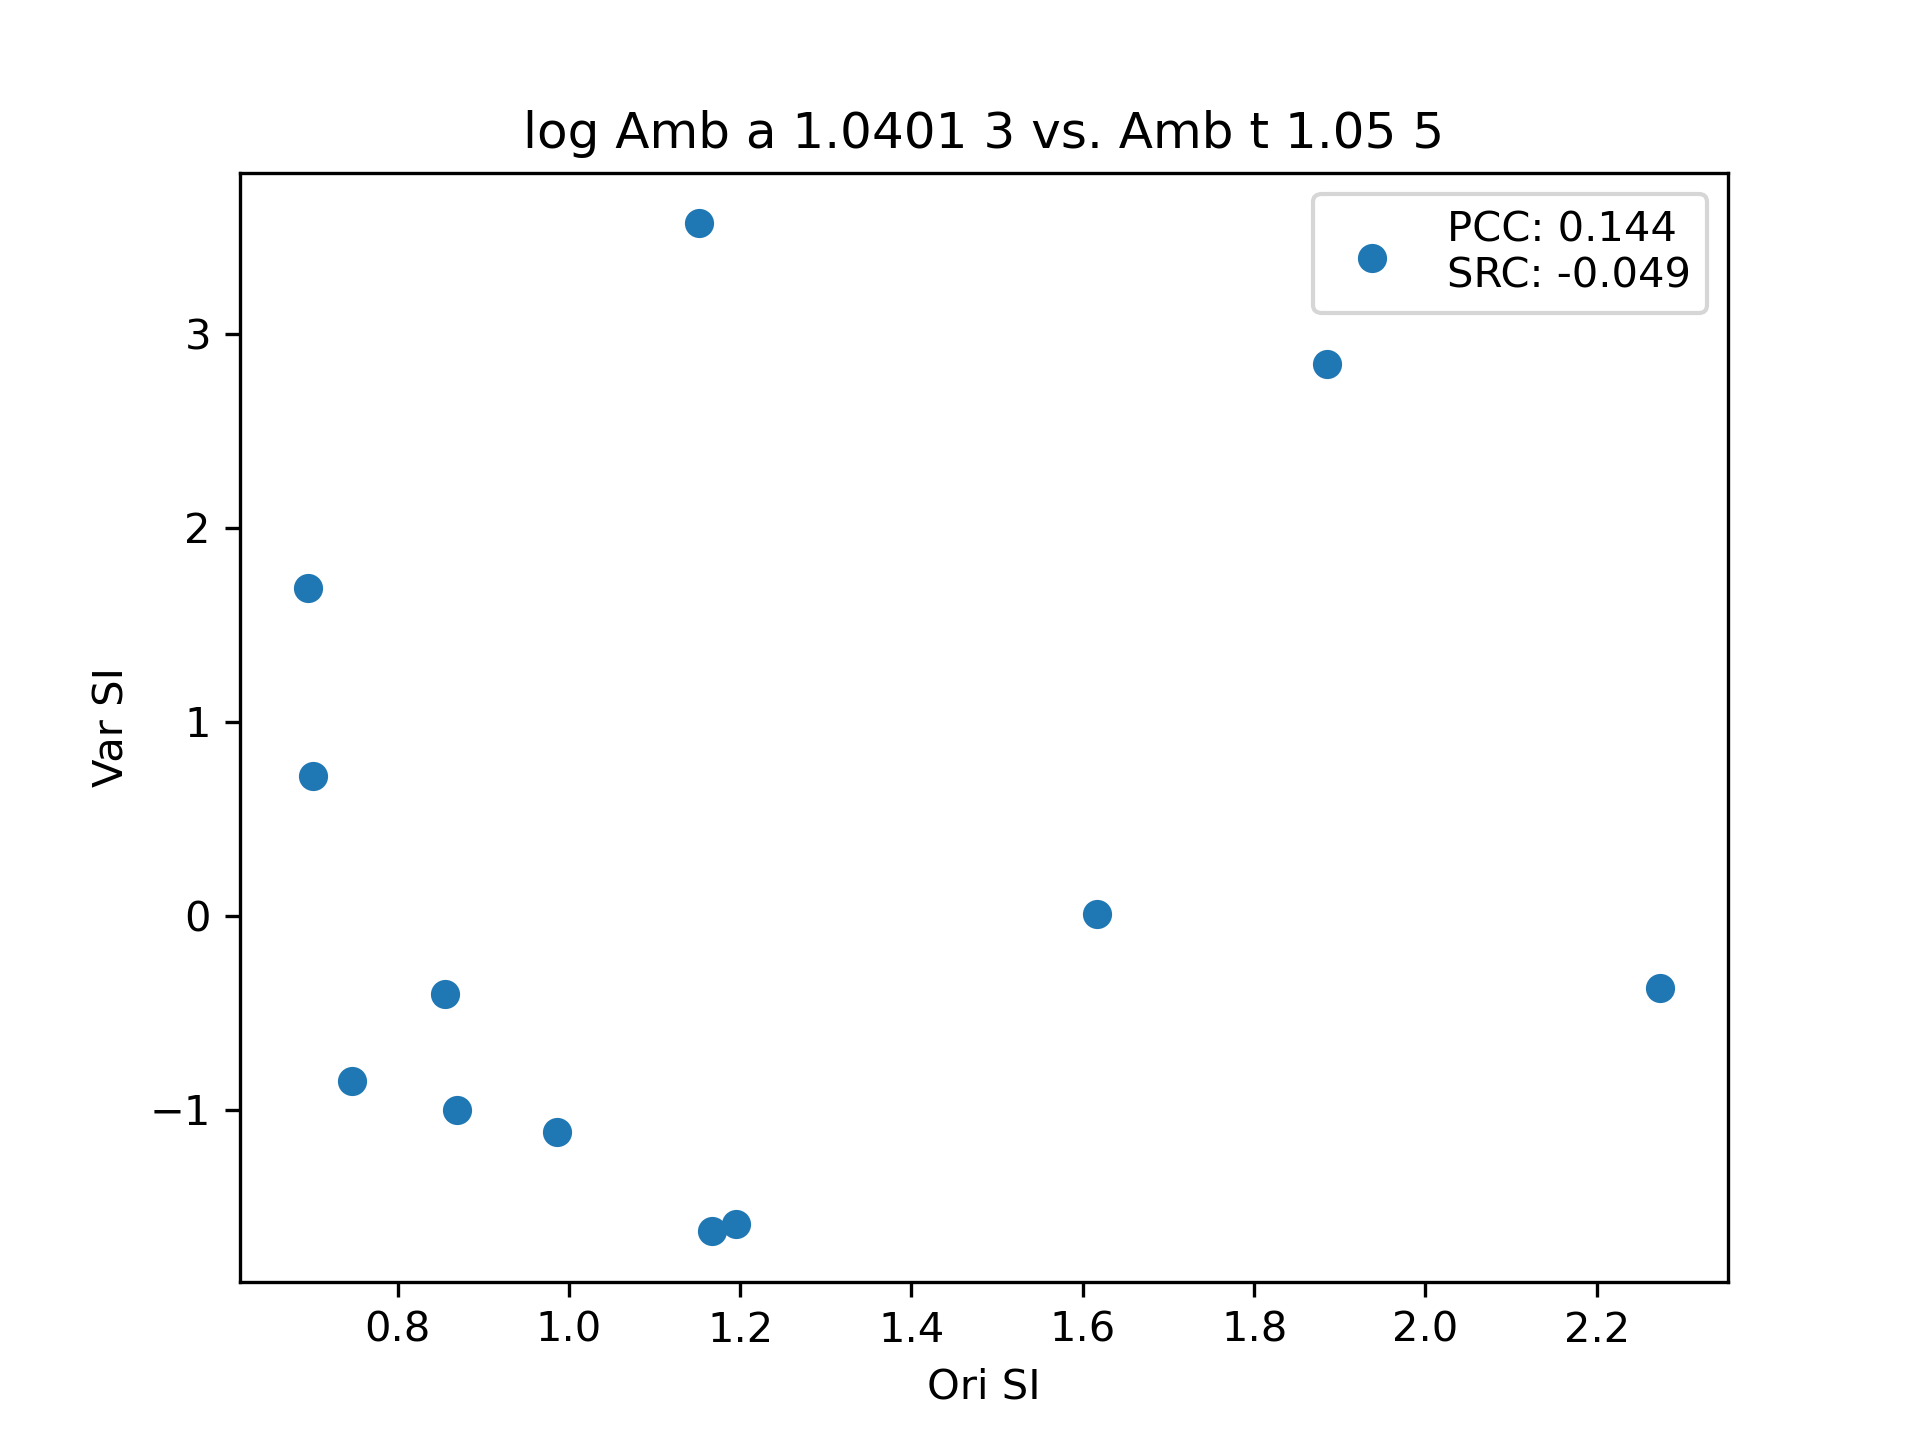 log Amb a 1.0401 3 vs. Amb t 1.05 5
PCC: 0.144
SRC: -0.049
3
2
1
0
−1
Var SI
0.8 1.0 1.2 1.4 1.6 1.8 2.0 2.2
Ori SI